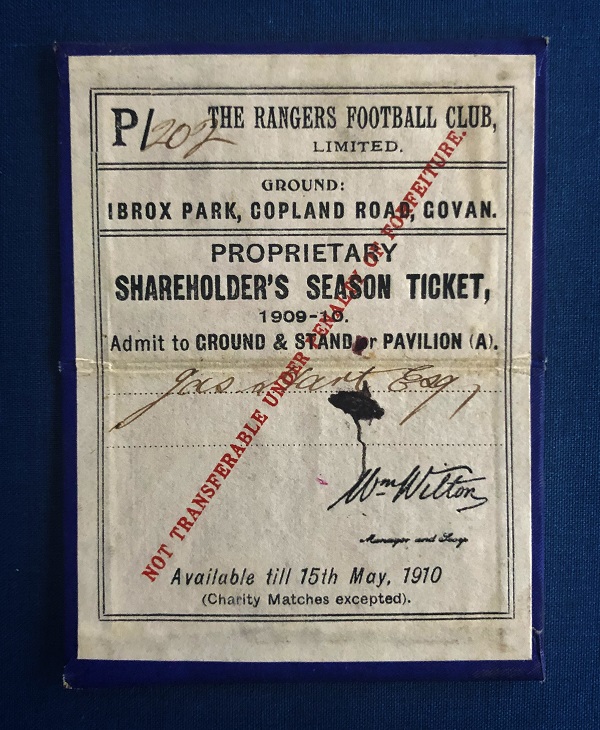 P/202 THE RANGERS FOOTBALL CLUB,
LIMITED.
GROUND:
IBROX PARK, COPLAND ROAD, GOVAN.
PROPRIETARY
SHAREHOLDER'S SEASON TICKET,
1909-10.
Admit to GROUND & STAND or PAVILION (A).
Jas Esq,
NOT TRANSFERABLE UNDER PENALTY OF FORFEITURE.
Wm Wilton
Manager and Secy
Available till 15th May, 1910
(Charity Matches excepted).